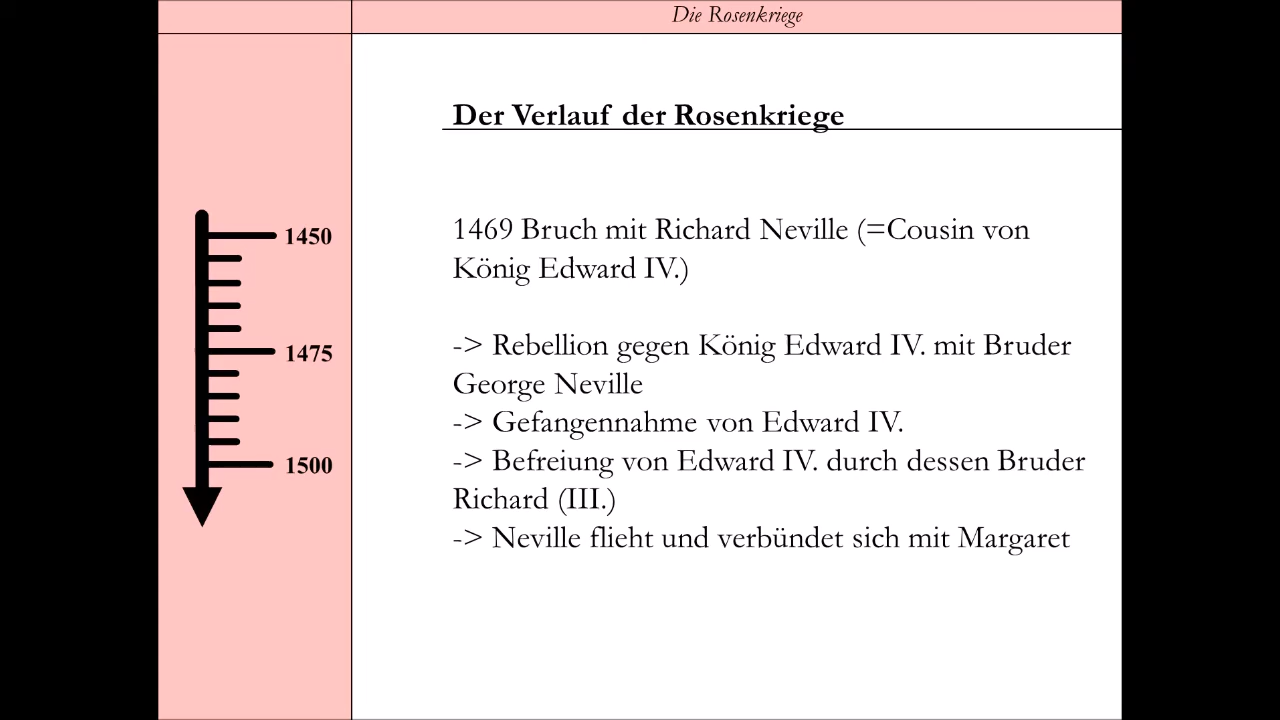 Die Rosenkriege
Der Verlauf der Rosenkriege
1450
1475
1500
1469 Bruch mit Richard Neville (=Cousin von
König Edward IV.)
-> Rebellion gegen König Edward IV. mit Bruder
George Neville
-> Gefangennahme von Edward IV.
-> Befreiung von Edward IV. durch dessen Bruder
Richard (III.)
-> Neville flieht und verbündet sich mit Margaret